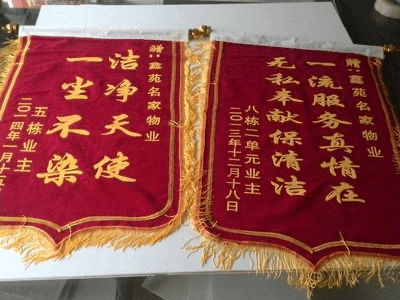 赠：鑫苑名家物业
洁净天使
一尘不染
五栋业主
二〇一四年一月十五
赠：鑫苑名家物业
一流服务真情在
无私奉献保清洁
八栋二单元业主
二〇一三年十二月十八日